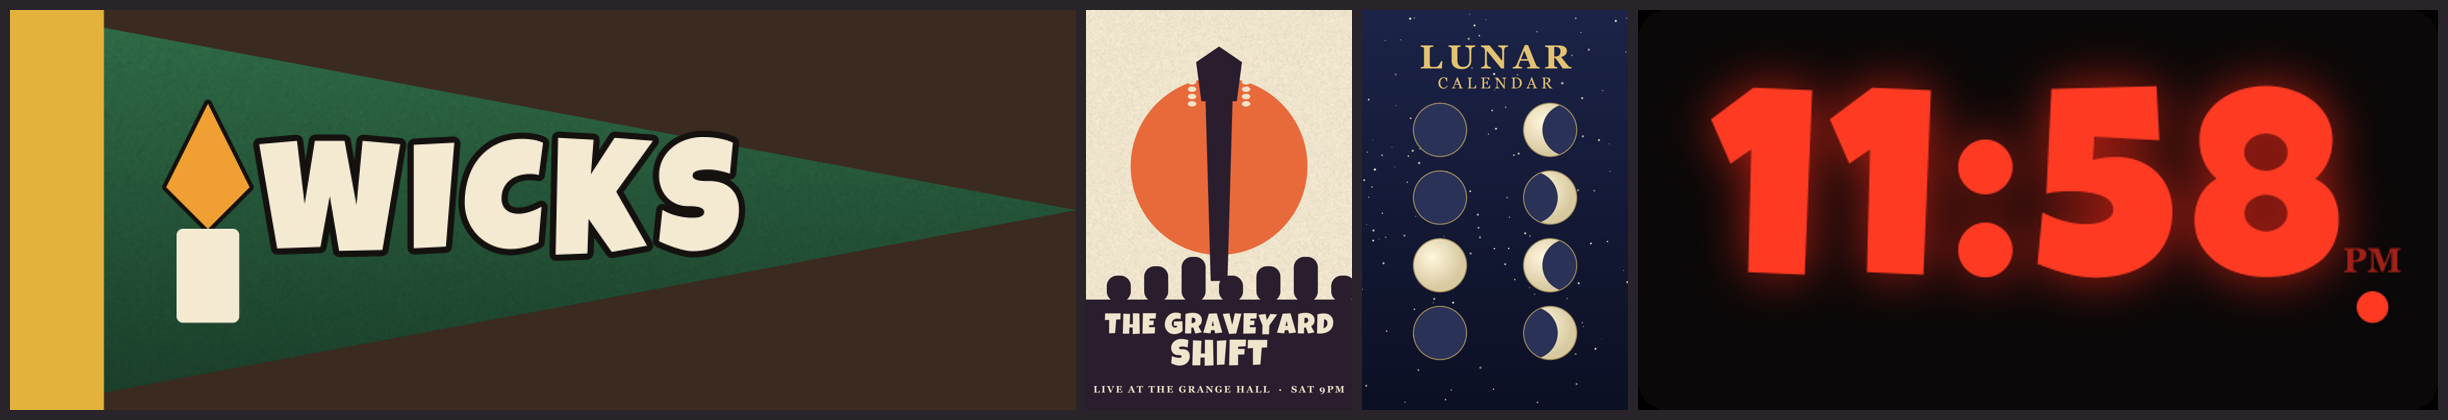 WICKS
THE GRAVEYARD
SHIFT
LIVE AT THE GRANGE HALL · SAT 9PM
LUNAR
CALENDAR
11:58
PM